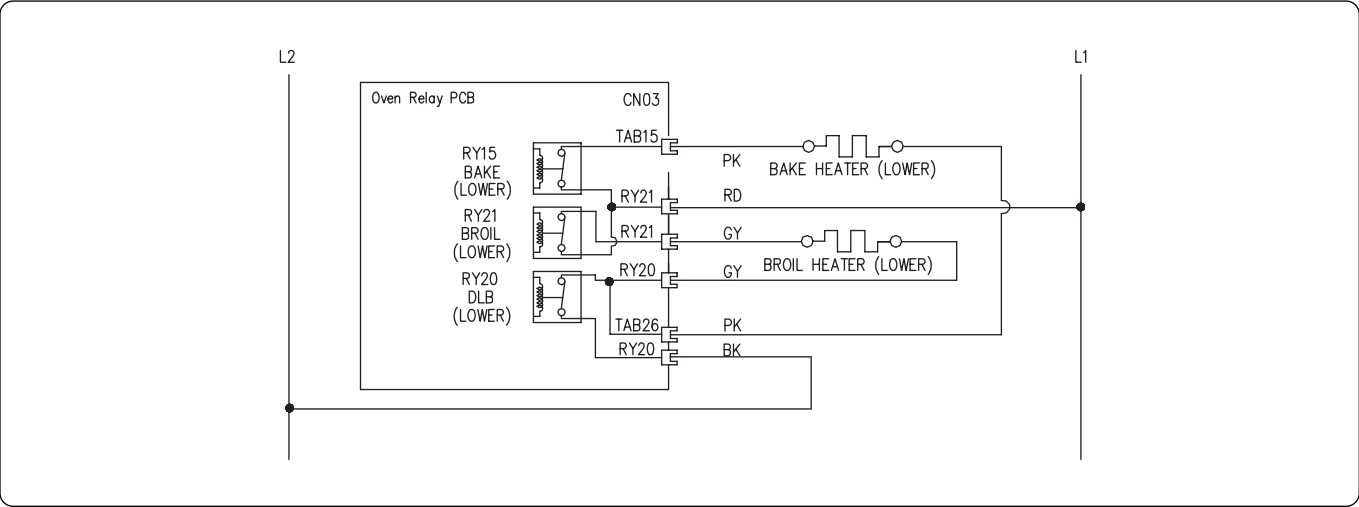 L2
L1
Oven Relay PCB
CN03
TAB15
RY15
BAKE
(LOWER)
PK
BAKE HEATER (LOWER)
RY21
RD
RY21
BROIL
(LOWER)
RY21
GY
BROIL HEATER (LOWER)
RY20
GY
RY20
DLB
(LOWER)
TAB26
PK
RY20
BK